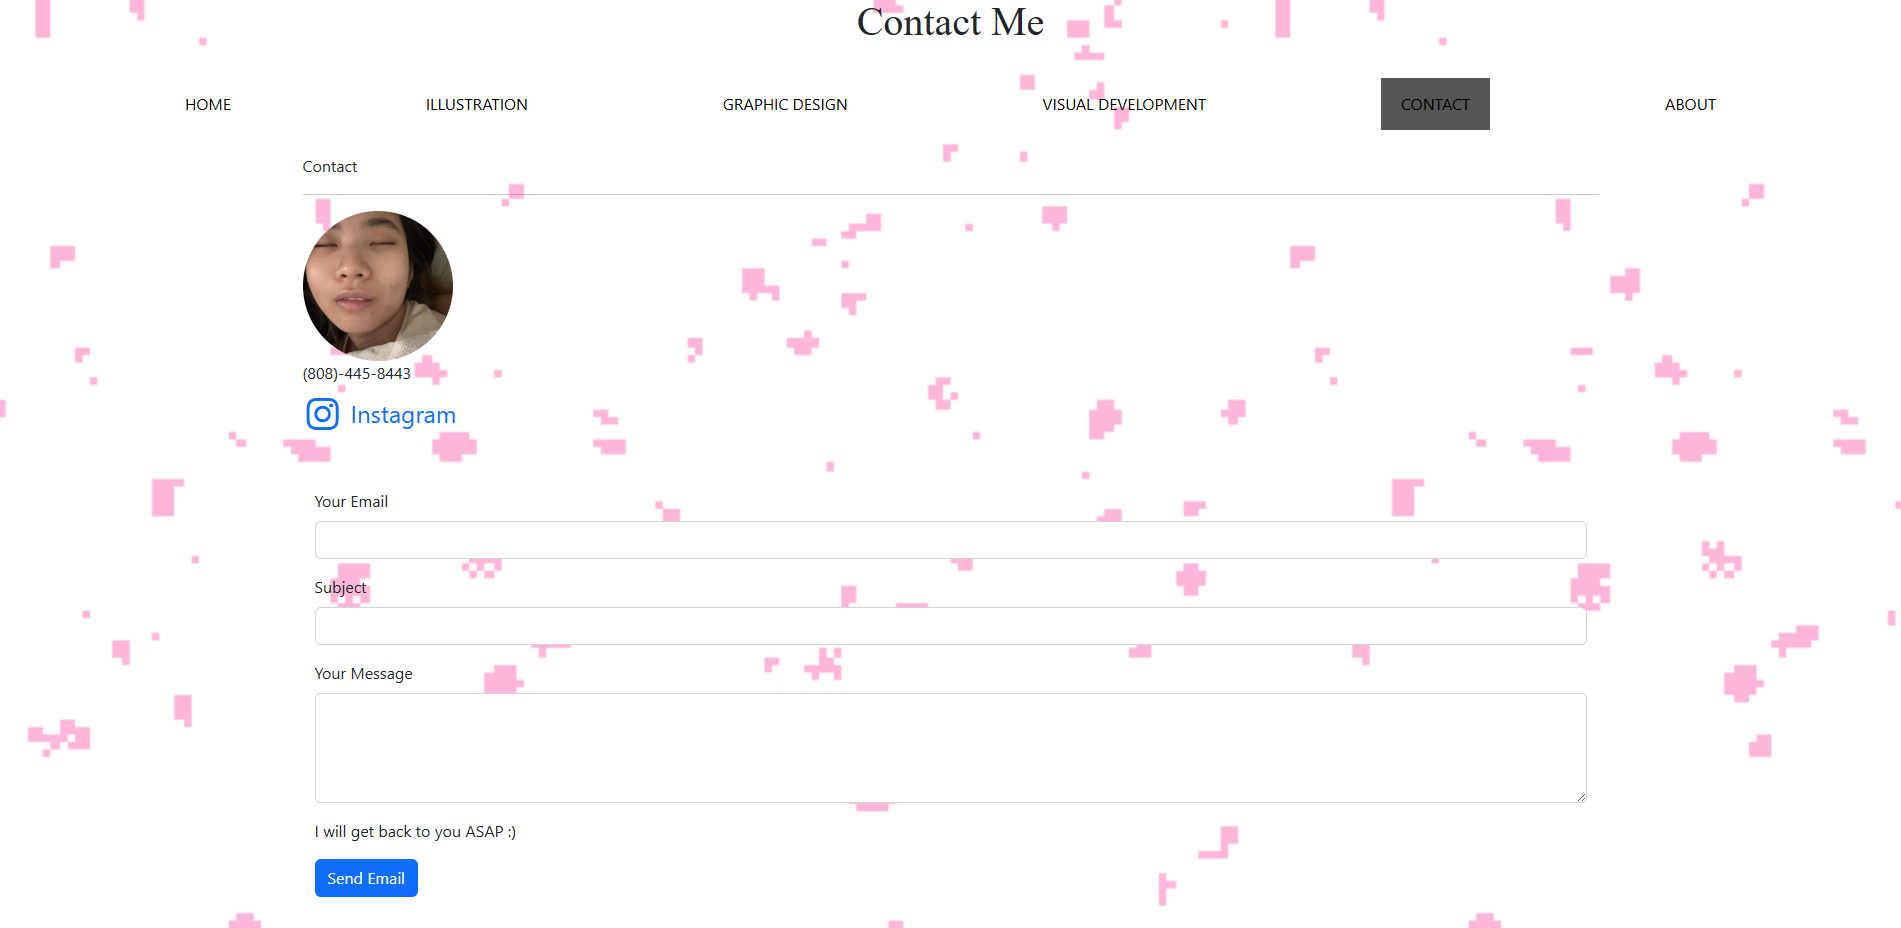 Contact Me
HOME ILLUSTRATION GRAPHIC DESIGN VISUAL DEVELOPMENT CONTACT ABOUT
Contact
(808)-445-8443
Instagram
Your Email
Subject
Your Message
I will get back to you ASAP :)
Send Email